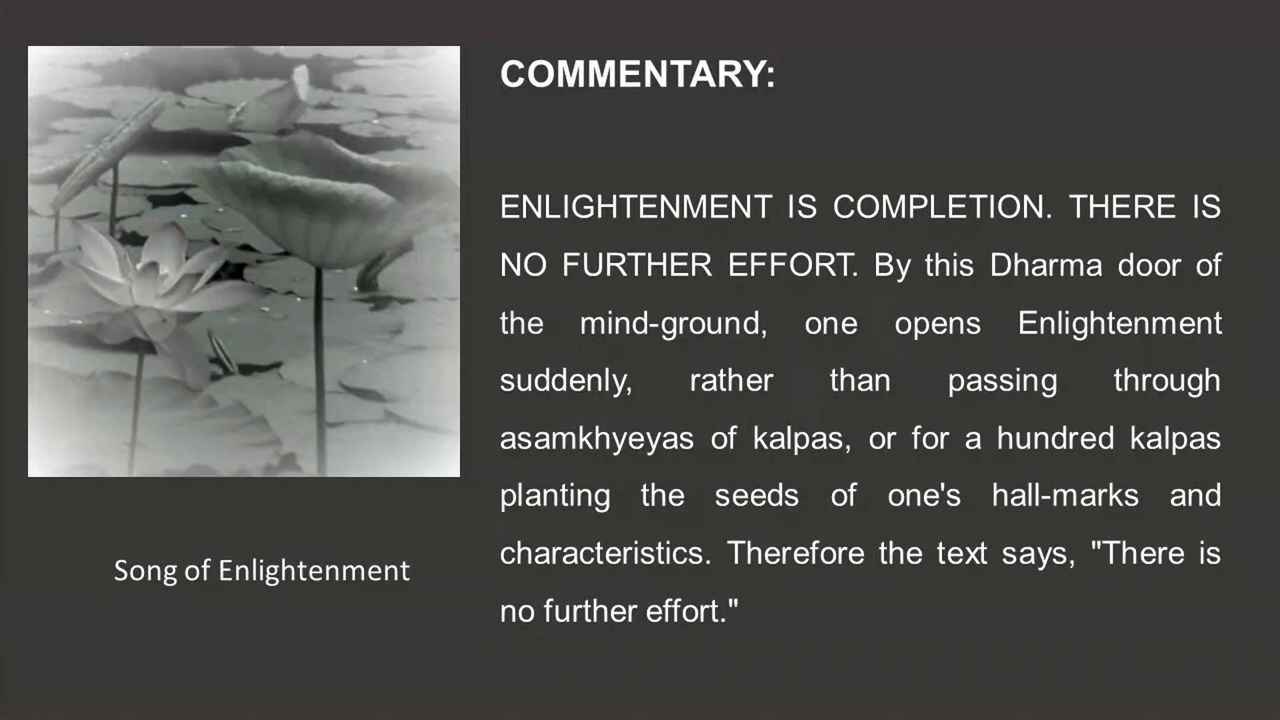 COMMENTARY:
ENLIGHTENMENT IS COMPLETION. THERE IS
NO FURTHER EFFORT. By this Dharma door of
the mind-ground, one opens Enlightenment
suddenly, rather than passing through
asamkhyeyas of kalpas, or for a hundred kalpas
planting the seeds of one's hall-marks and
characteristics. Therefore the text says, "There is
no further effort."
Song of Enlightenment